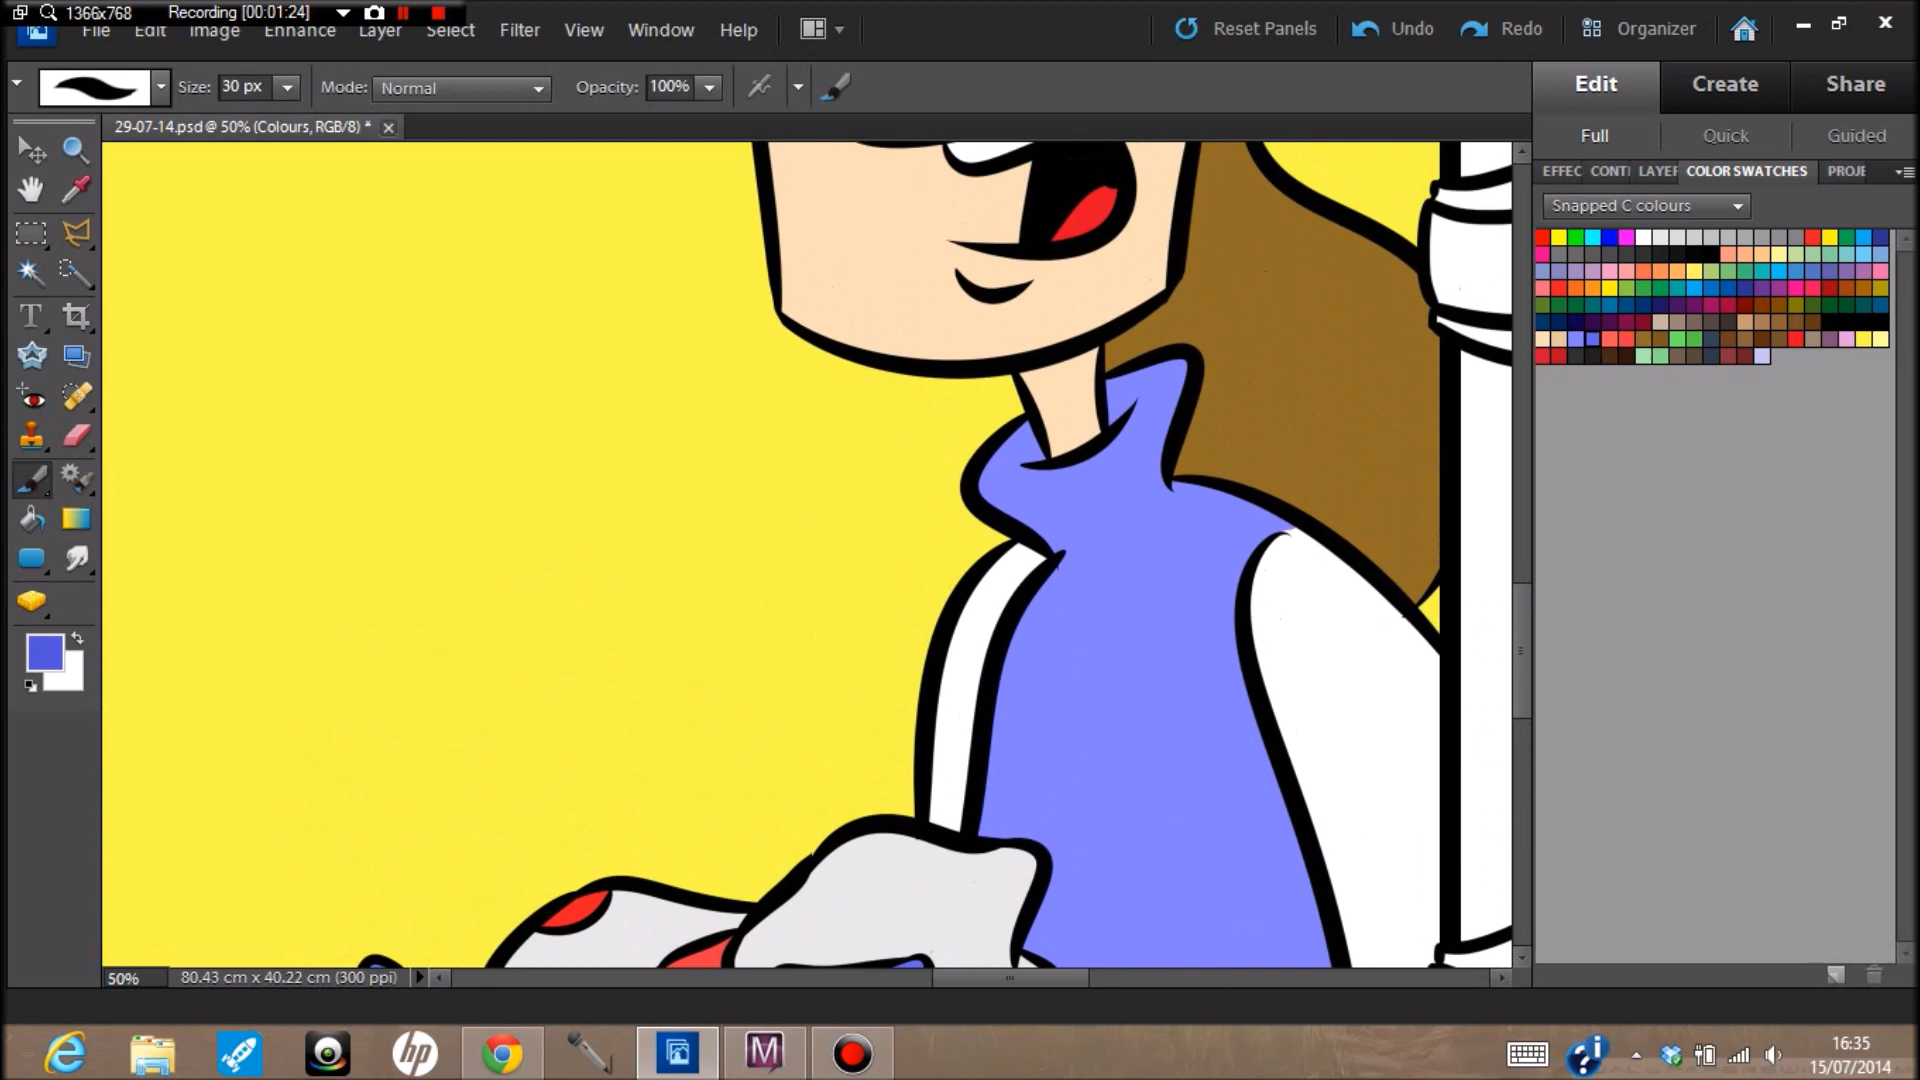 1366x768 Recording [00:01:24]
File Edit Image Enhance Layer Select Filter View Window Help Reset Panels Undo Redo Organizer
Size: 30 px Mode: Normal Opacity: 100% Edit Create Share
29-07-14.psd @ 50% (Colours, RGB/8) * Full Quick Guided
EFFEC CONTI LAYEF COLOR SWATCHES PROJE
Snapped C colours
50% 80.43 cm x 40.22 cm (300 ppi)
16:35
15/07/2014